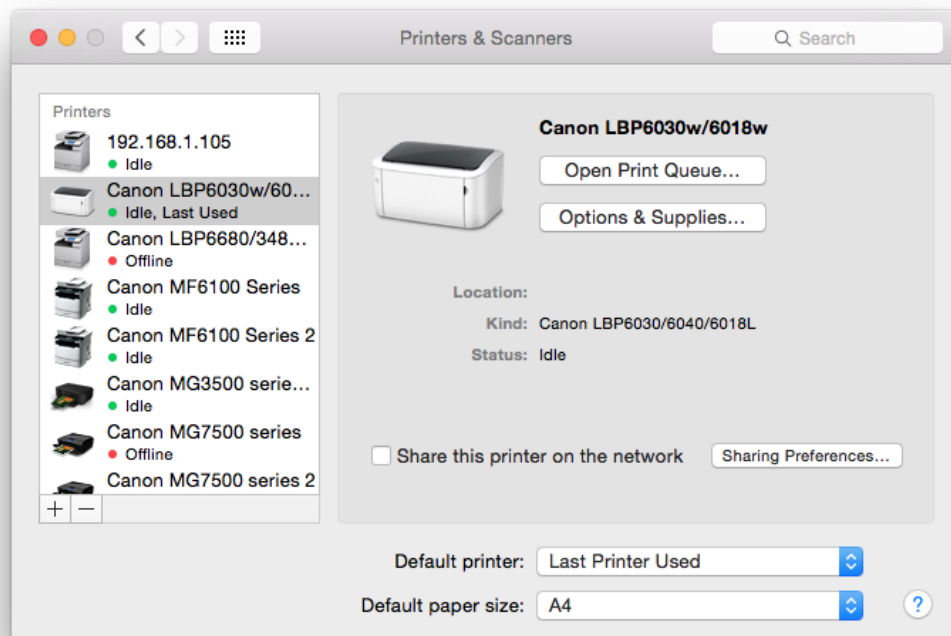 Printers & Scanners
Search
Printers
192.168.1.105
Idle
Canon LBP6030w/60...
Idle, Last Used
Canon LBP6680/348...
Offline
Canon MF6100 Series
Idle
Canon MF6100 Series 2
Idle
Canon MG3500 serie...
Idle
Canon MG7500 series
Offline
Canon MG7500 series 2
Canon LBP6030w/6018w
Open Print Queue...
Options & Supplies...
Location:
Kind: Canon LBP6030/6040/6018L
Status: Idle
Share this printer on the network
Sharing Preferences...
Default printer: Last Printer Used
Default paper size: A4
?